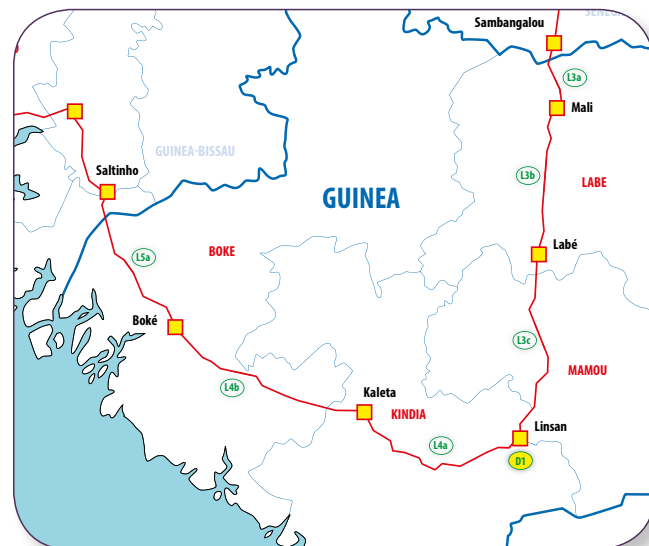 SENEG
Sambangalou
L3a
Mali
Saltinho
GUINEA-BISSAU
L3b
LABE
GUINEA
BOKE
Labé
L5a
Boké
L3c
MAMOU
L4b
Kaleta
KINDIA
Linsan
L4a
D1